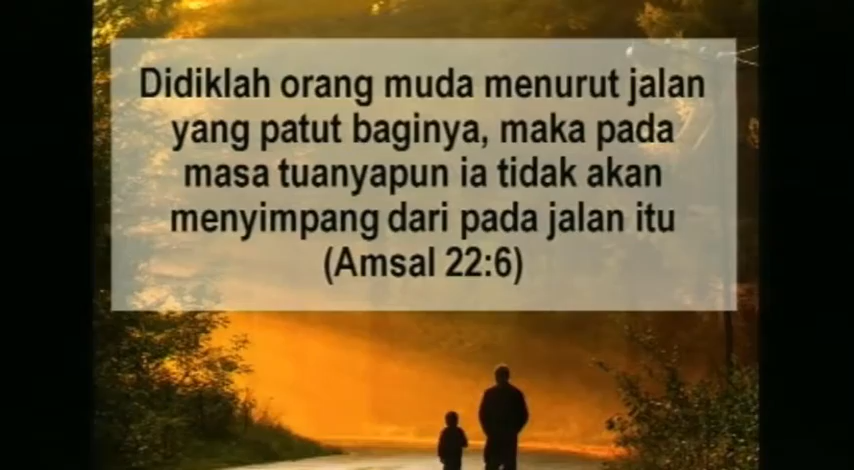 Didiklah orang muda menurut jalan
yang patut baginya, maka pada
masa tuanyapun ia tidak akan
menyimpang dari pada jalan itu
(Amsal 22:6)